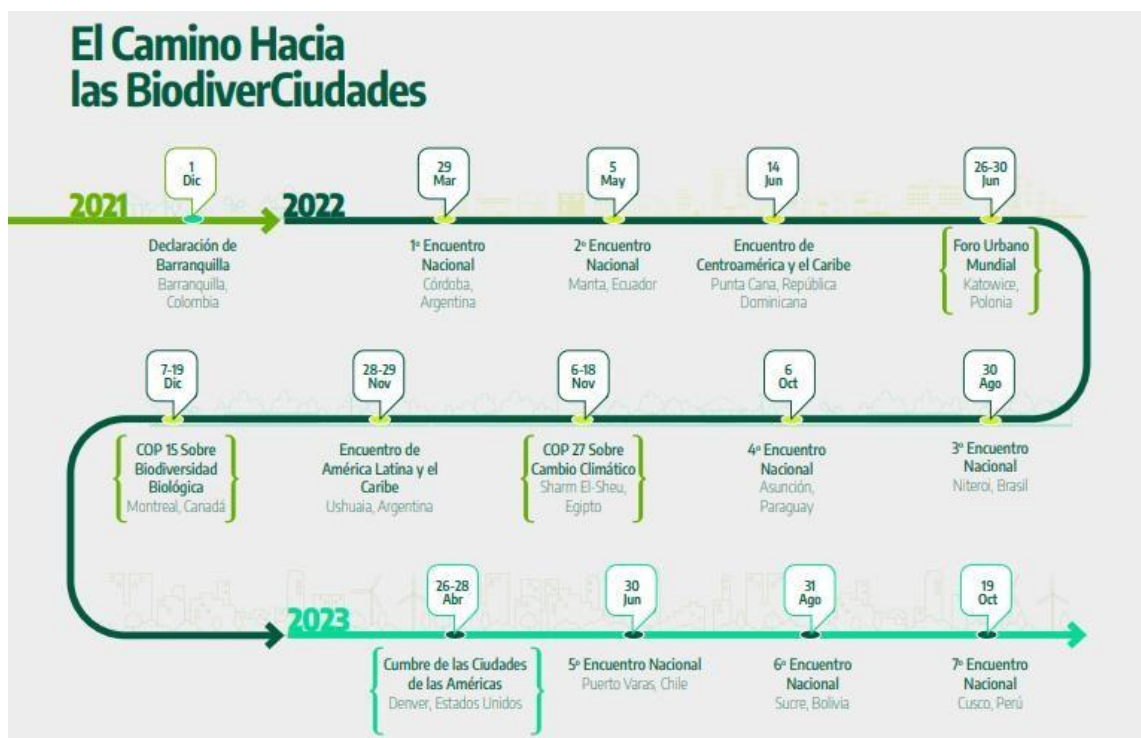 El Camino Hacia
las BiodiverCiudades
2021
1
Dic
Declaración de
Barranquilla
Barranquilla,
Colombia
2022
29
Mar
1º Encuentro
Nacional
Córdoba,
Argentina
5
May
2º Encuentro
Nacional
Manta, Ecuador
14
Jun
Encuentro de
Centroamérica y el Caribe
Punta Cana, República
Dominicana
26-30
Jun
Foro Urbano
Mundial
Katowice,
Polonia
30
Ago
3º Encuentro
Nacional
Niteroi, Brasil
6
Oct
4º Encuentro
Nacional
Asunción,
Paraguay
6-18
Nov
COP 27 Sobre
Cambio Climático
Sharm El-Sheu,
Egipto
28-29
Nov
Encuentro de
América Latina y el
Caribe
Ushuaia, Argentina
7-19
Dic
COP 15 Sobre
Biodiversidad
Biológica
Montreal, Canadá
2023
26-28
Abr
Cumbre de las Ciudades
de las Américas
Denver, Estados Unidos
30
Jun
5º Encuentro Nacional
Puerto Varas, Chile
31
Ago
6º Encuentro
Nacional
Sucre, Bolivia
19
Oct
7º Encuentro
Nacional
Cusco, Perú